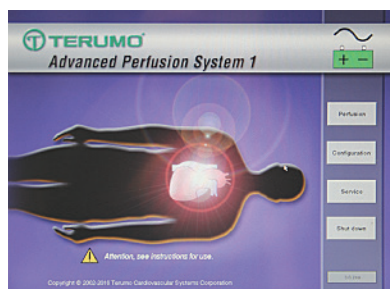 TERUMO®
Advanced Perfusion System 1
+ −
Perfusion
Configuration
Service
Shut down
Attention, see instructions for use.
Copyright © 2002-2019 Terumo Cardiovascular Systems Corporation